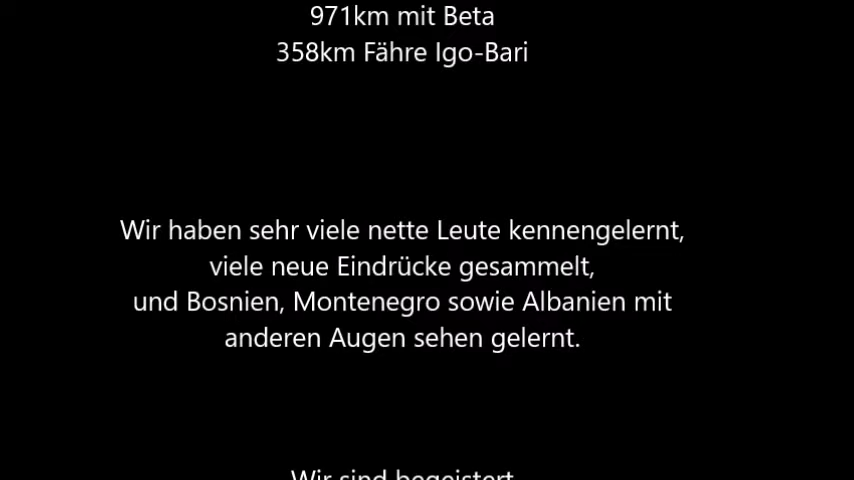 971km mit Beta
358km Fähre Igo-Bari
Wir haben sehr viele nette Leute kennengelernt,
viele neue Eindrücke gesammelt,
und Bosnien, Montenegro sowie Albanien mit
anderen Augen sehen gelernt.
Wir sind begeistert